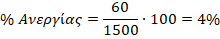 % Ανεργίας = 60/1500 · 100 = 4%